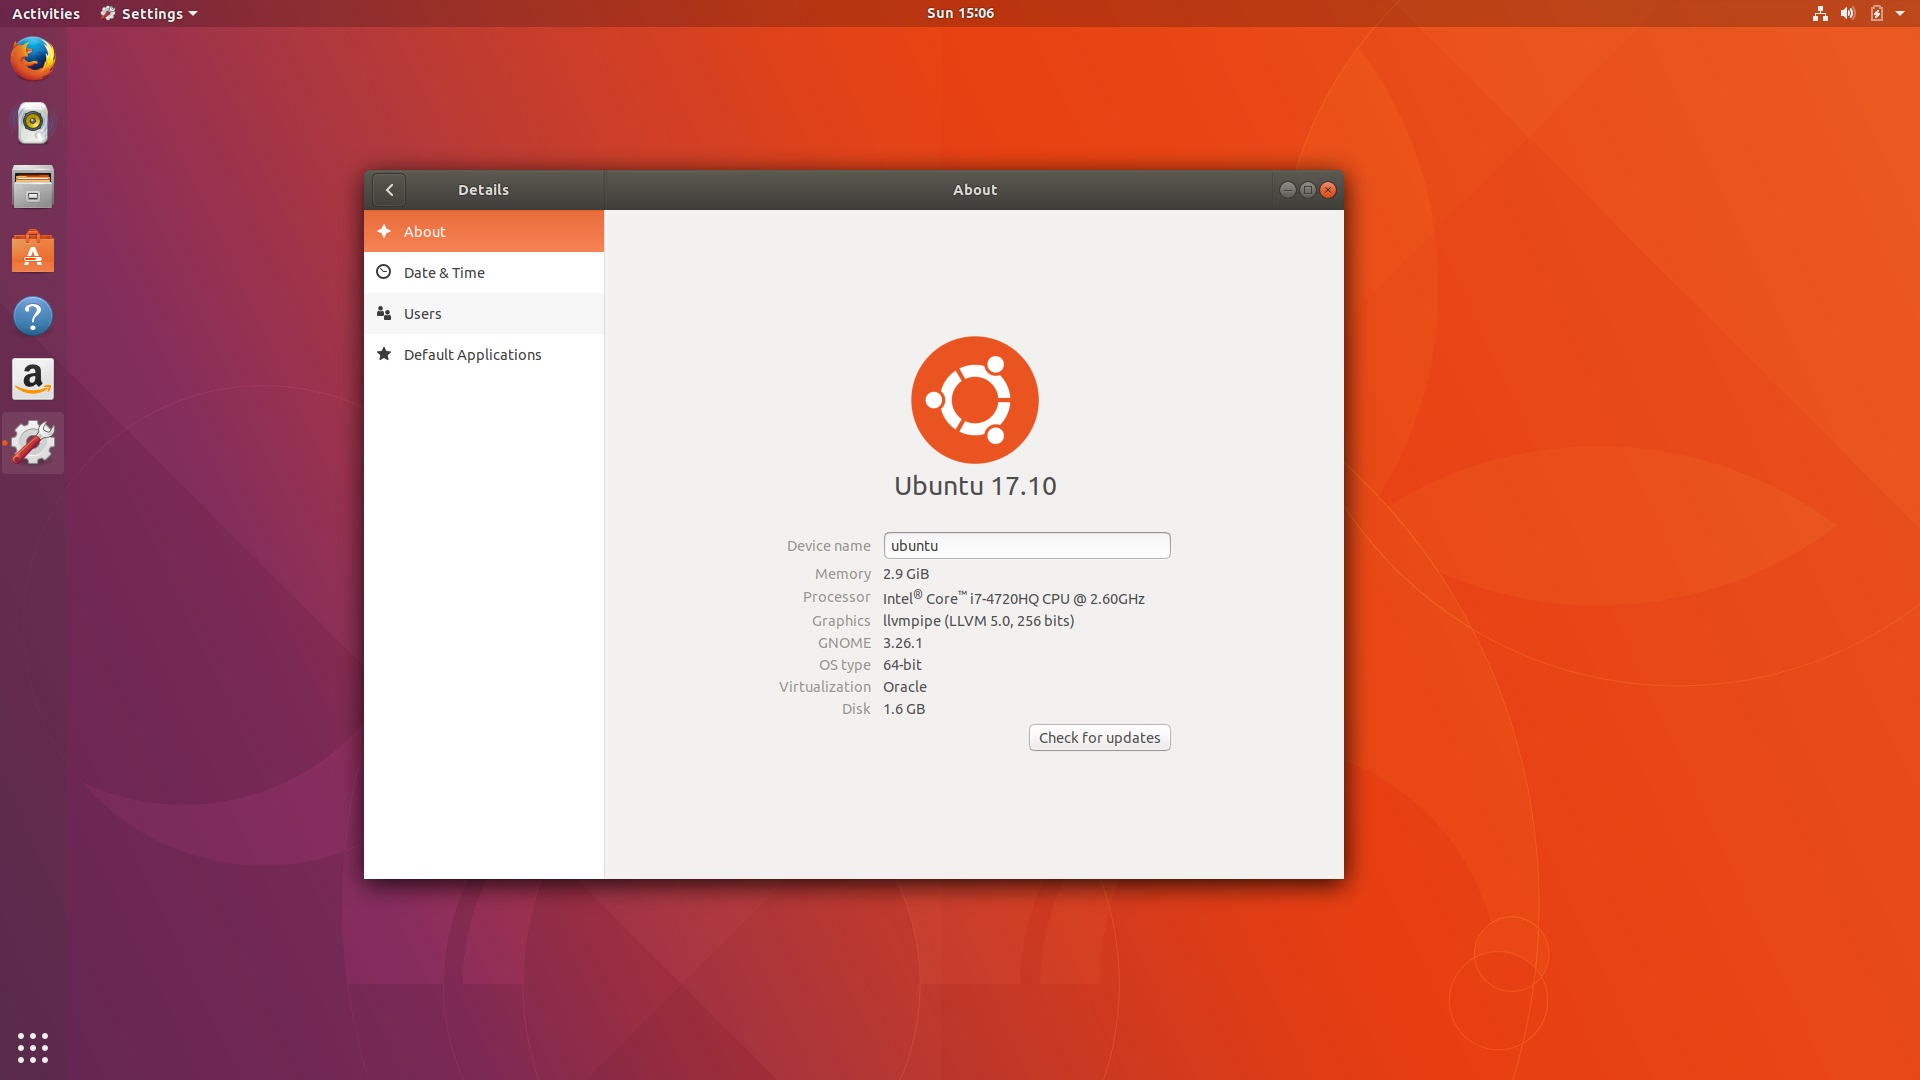 Activities Settings Sun 15:06
Details About
About
Date & Time
Users
Default Applications
Ubuntu 17.10
Device name ubuntu
Memory 2.9 GiB
Processor Intel® Core™ i7-4720HQ CPU @ 2.60GHz
Graphics llvmpipe (LLVM 5.0, 256 bits)
GNOME 3.26.1
OS type 64-bit
Virtualization Oracle
Disk 1.6 GB
Check for updates